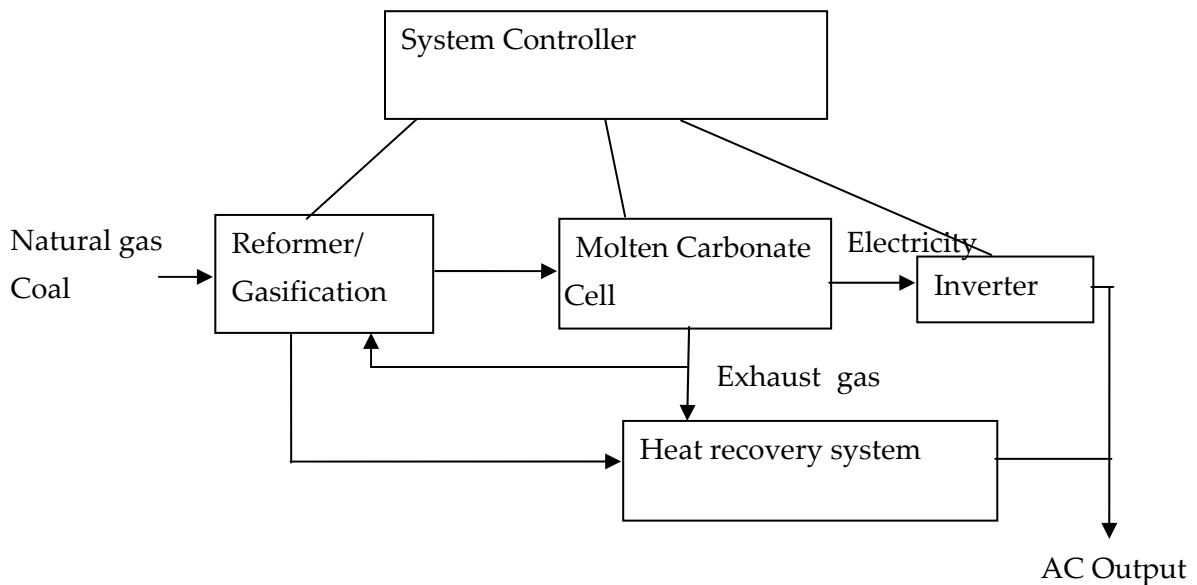 System Controller
Natural gas
Coal
Reformer/
Gasification
Molten Carbonate
Cell
Electricity
Inverter
Exhaust gas
Heat recovery system
AC Output